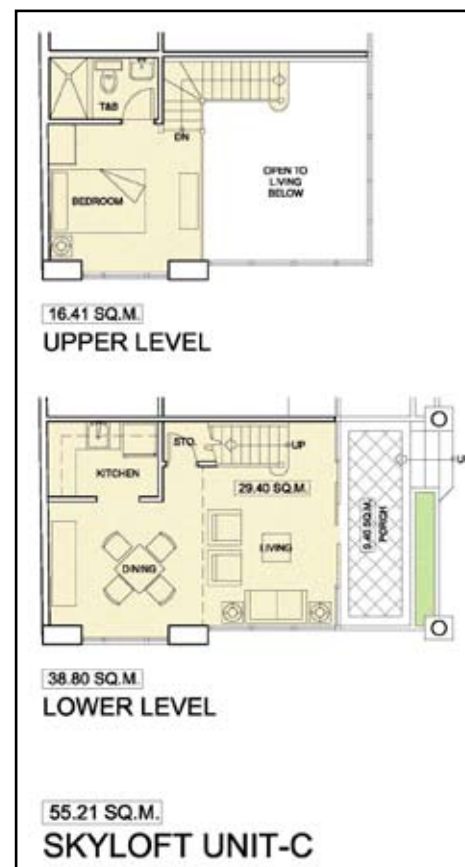 T&B
DN
OPEN TO
LIVING
BELOW
BEDROOM
16.41 SQ.M.
UPPER LEVEL
STO.
UP
KITCHEN
29.40 SQ.M.
9.40 SQ.M.
PORCH
LIVING
DINING
38.80 SQ.M.
LOWER LEVEL
55.21 SQ.M.
SKYLOFT UNIT-C